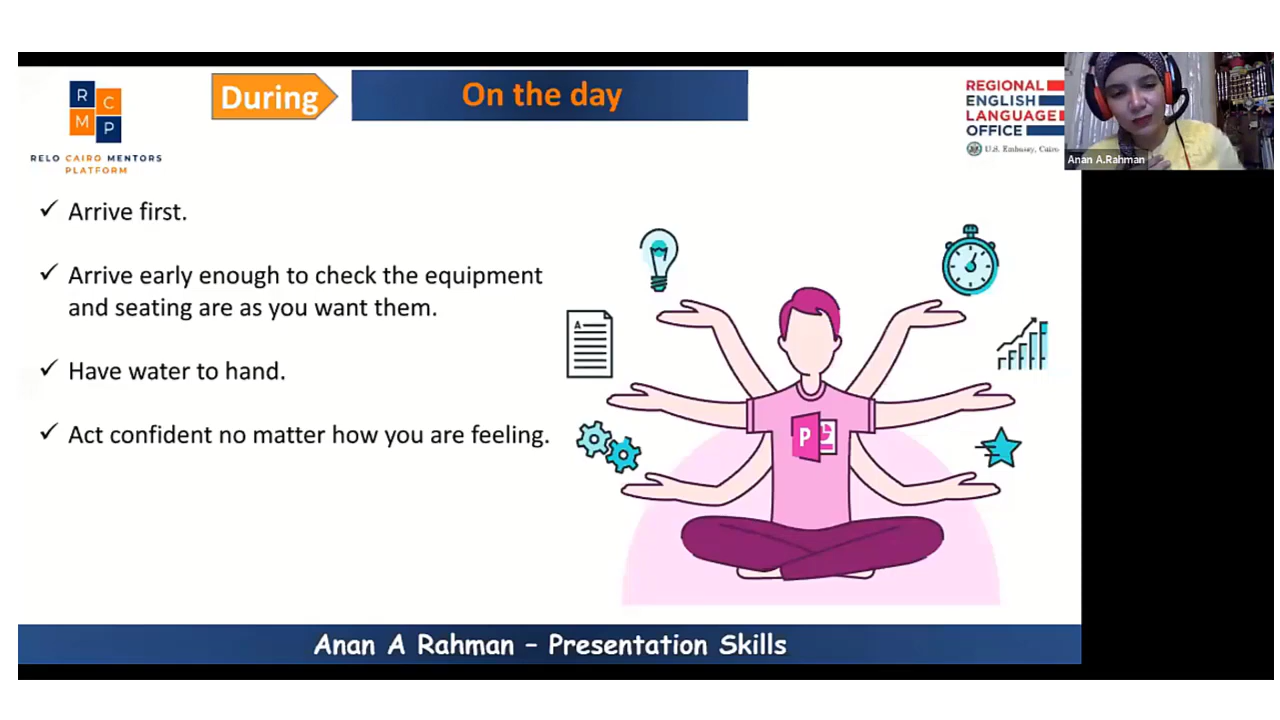 During
On the day
R
C
M
P
RELO CAIRO MENTORS
PLATFORM
REGIONAL
ENGLISH
LANGUAGE
OFFICE
U.S. Embassy, Cairo
Anan A.Rahman
✓ Arrive first.
✓ Arrive early enough to check the equipment
and seating are as you want them.
✓ Have water to hand.
✓ Act confident no matter how you are feeling.
A
P
Anan A Rahman – Presentation Skills